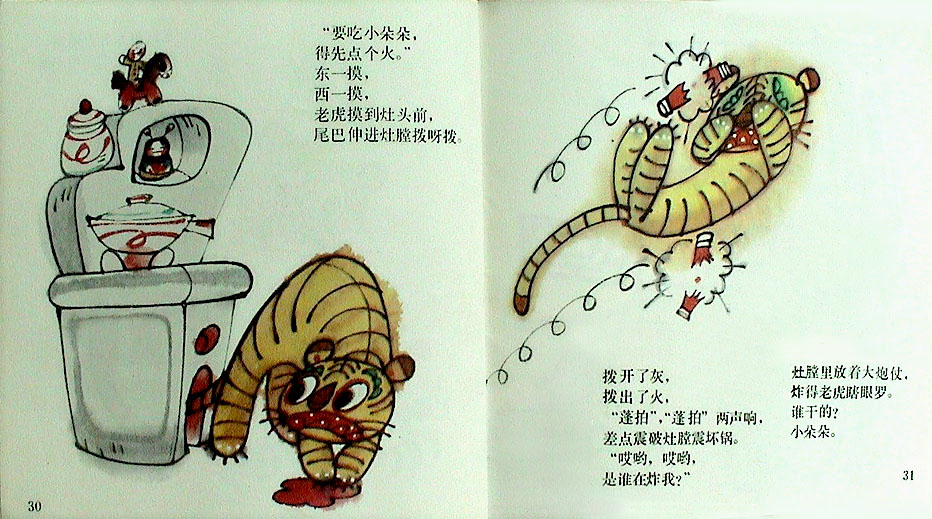 “要吃小朵朵，
得先点个火。”
东一摸，
西一摸，
老虎摸到灶头前，
尾巴伸进灶膛拨呀拨。
30
拨开了灰，
拨出了火，
“蓬拍”，“蓬拍”两声响，
差点震破灶膛震坏锅。
“哎哟，哎哟，
是谁在炸我？”
灶膛里放着大炮仗，
炸得老虎瞎眼罗。
谁干的？
小朵朵。
31